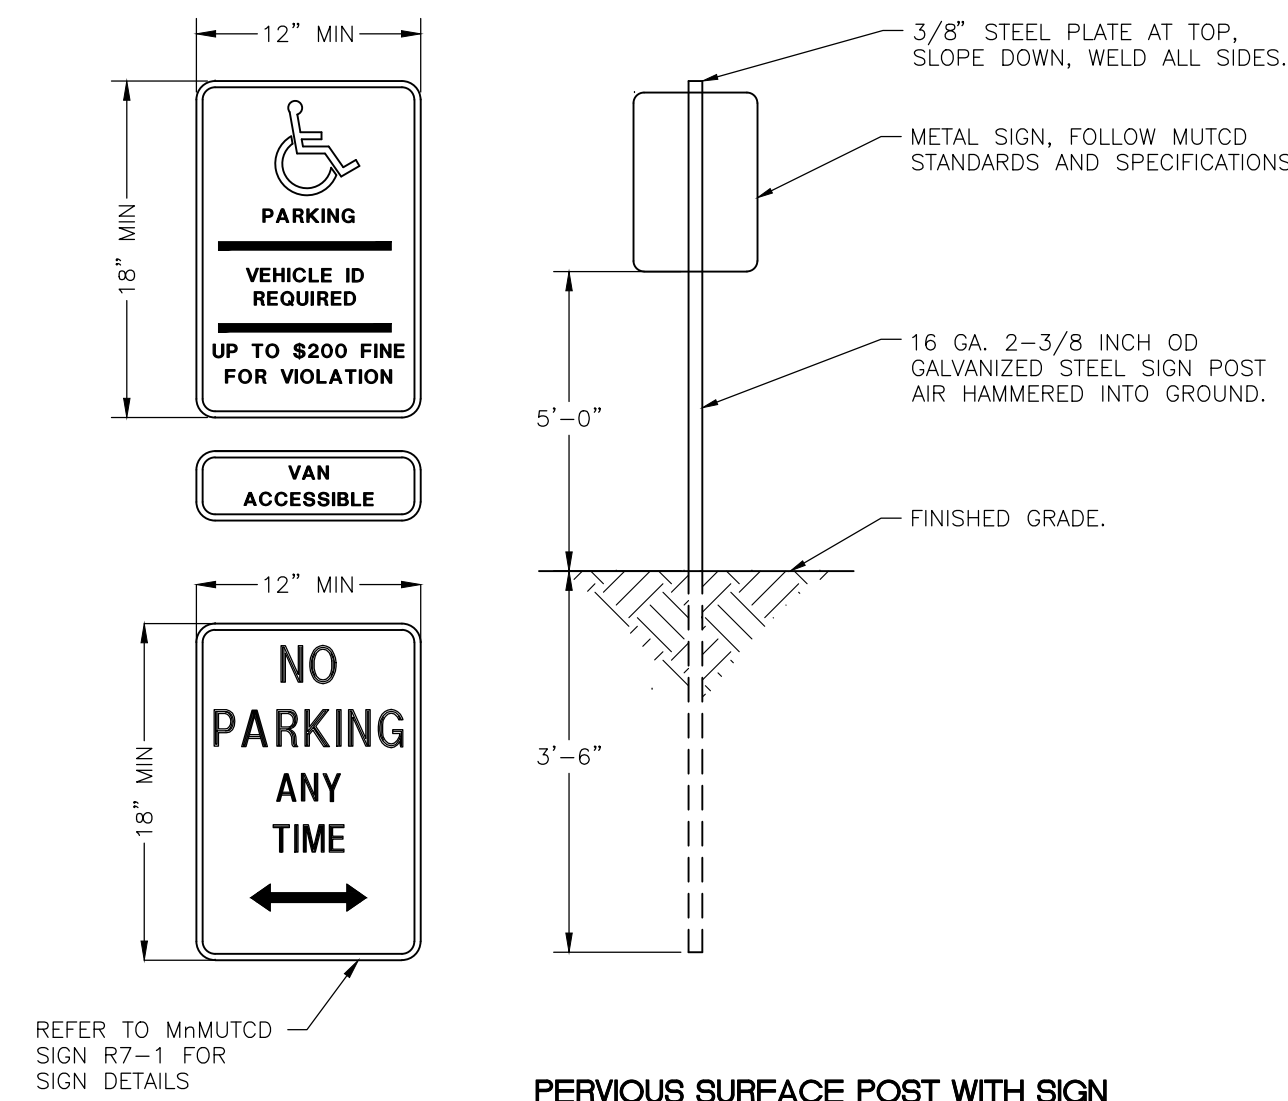 12” MIN
18” MIN
PARKING
VEHICLE ID
REQUIRED
UP TO $200 FINE
FOR VIOLATION
VAN
ACCESSIBLE
12” MIN
18” MIN
NO
PARKING
ANY
TIME
REFER TO MnMUTCD
SIGN R7-1 FOR
SIGN DETAILS
3/8” STEEL PLATE AT TOP,
SLOPE DOWN, WELD ALL SIDES.
METAL SIGN, FOLLOW MUTCD
STANDARDS AND SPECIFICATIONS
16 GA. 2-3/8 INCH OD
GALVANIZED STEEL SIGN POST
AIR HAMMERED INTO GROUND.
5’-0”
FINISHED GRADE.
3’-6”
PERVIOUS SURFACE POST WITH SIGN